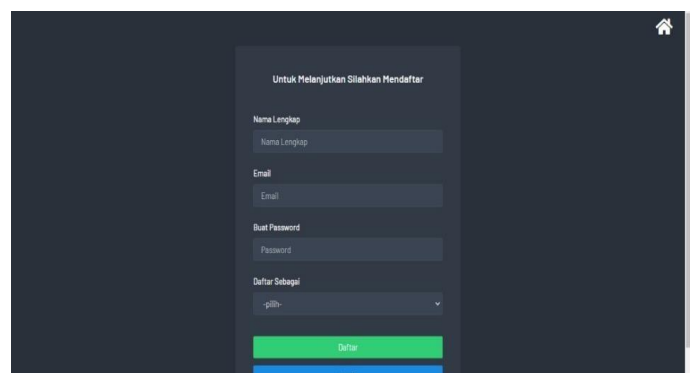 Untuk Melanjutkan Silahkan Mendaftar
Nama Lengkap
Nama Lengkap
Email
Email
Buat Password
Password
Daftar Sebagai
-pilih-
Daftar